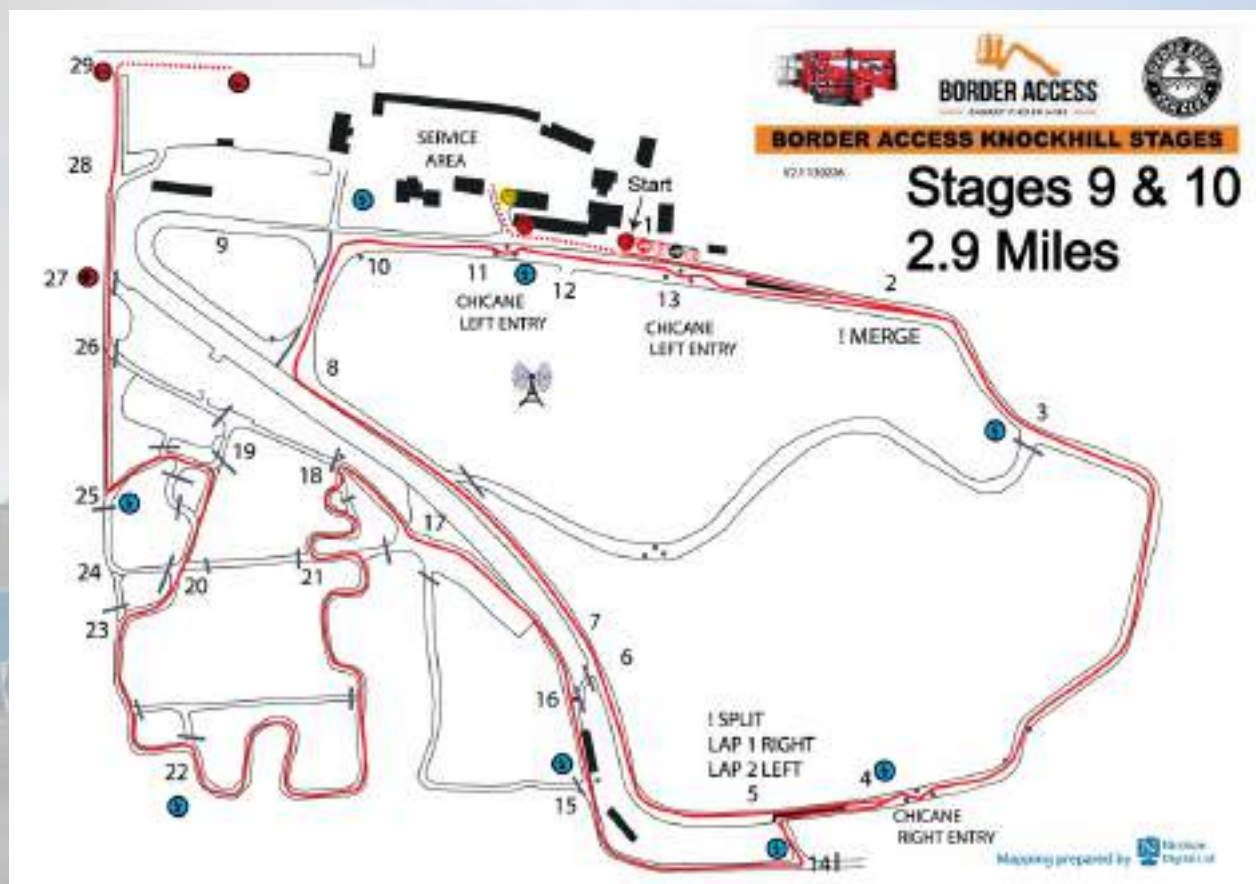 BORDER ACCESS
BORDER ACCESS KNOCKHILL STAGES
Stages 9 & 10
2.9 Miles
29
28
27
26
25
24
23
22
21
20
19
18
17
16
15
14
SERVICE
AREA
Start
1
2
3
4
5
6
7
8
9
10
11
12
13
CHICANE
LEFT ENTRY
CHICANE
LEFT ENTRY
! MERGE
! SPLIT
LAP 1 RIGHT
LAP 2 LEFT
CHICANE
RIGHT ENTRY
Mapping prepared by